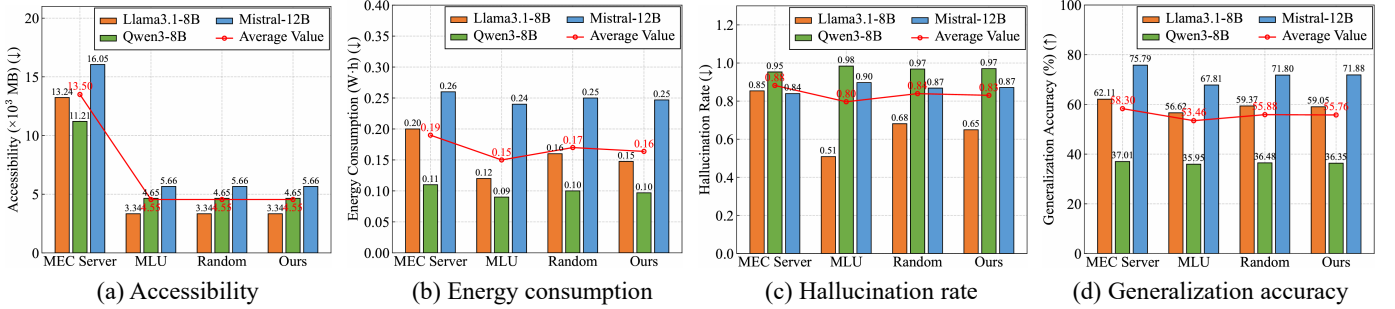 Llama3.1-8B
Mistral-12B
Qwen3-8B
Average Value
Accessibility (×10³ MB) (↓)
20
15
10
5
0
13.24
11.21
16.05
13.50
3.34
4.65
5.66
4.55
3.34
4.65
5.66
4.55
3.34
4.65
5.66
4.55
MEC Server
MLU
Random
Ours
(a) Accessibility
Llama3.1-8B
Mistral-12B
Qwen3-8B
Average Value
Energy Consumption (W·h) (↓)
0.40
0.35
0.30
0.25
0.20
0.15
0.10
0.05
0.00
0.20
0.11
0.26
0.19
0.12
0.09
0.24
0.15
0.16
0.10
0.25
0.17
0.15
0.10
0.25
0.16
MEC Server
MLU
Random
Ours
(b) Energy consumption
Llama3.1-8B
Mistral-12B
Qwen3-8B
Average Value
Hallucination Rate (↓)
1.2
1.0
0.8
0.6
0.4
0.2
0.0
0.85
0.95
0.84
0.88
0.51
0.98
0.90
0.80
0.68
0.97
0.87
0.84
0.65
0.97
0.87
0.83
MEC Server
MLU
Random
Ours
(c) Hallucination rate
Llama3.1-8B
Mistral-12B
Qwen3-8B
Average Value
Generalization Accuracy (%) (↑)
100
80
60
40
20
0
62.11
37.01
75.79
58.30
56.62
35.95
67.81
53.46
59.37
36.48
71.80
55.88
59.05
36.35
71.88
55.76
MEC Server
MLU
Random
Ours
(d) Generalization accuracy